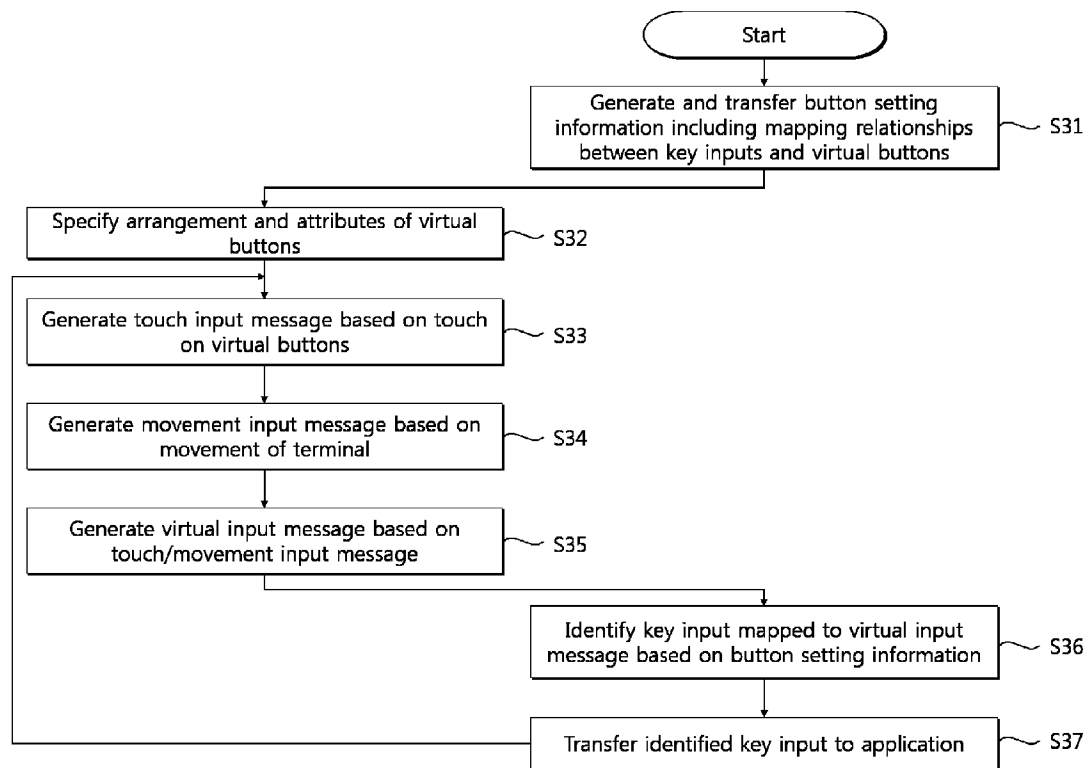 Start
Generate and transfer button setting
information including mapping relationships
between key inputs and virtual buttons
S31
Specify arrangement and attributes of virtual
buttons
S32
Generate touch input message based on touch
on virtual buttons
S33
Generate movement input message based on
movement of terminal
S34
Generate virtual input message based on
touch/movement input message
S35
Identify key input mapped to virtual input
message based on button setting information
S36
Transfer identified key input to application
S37